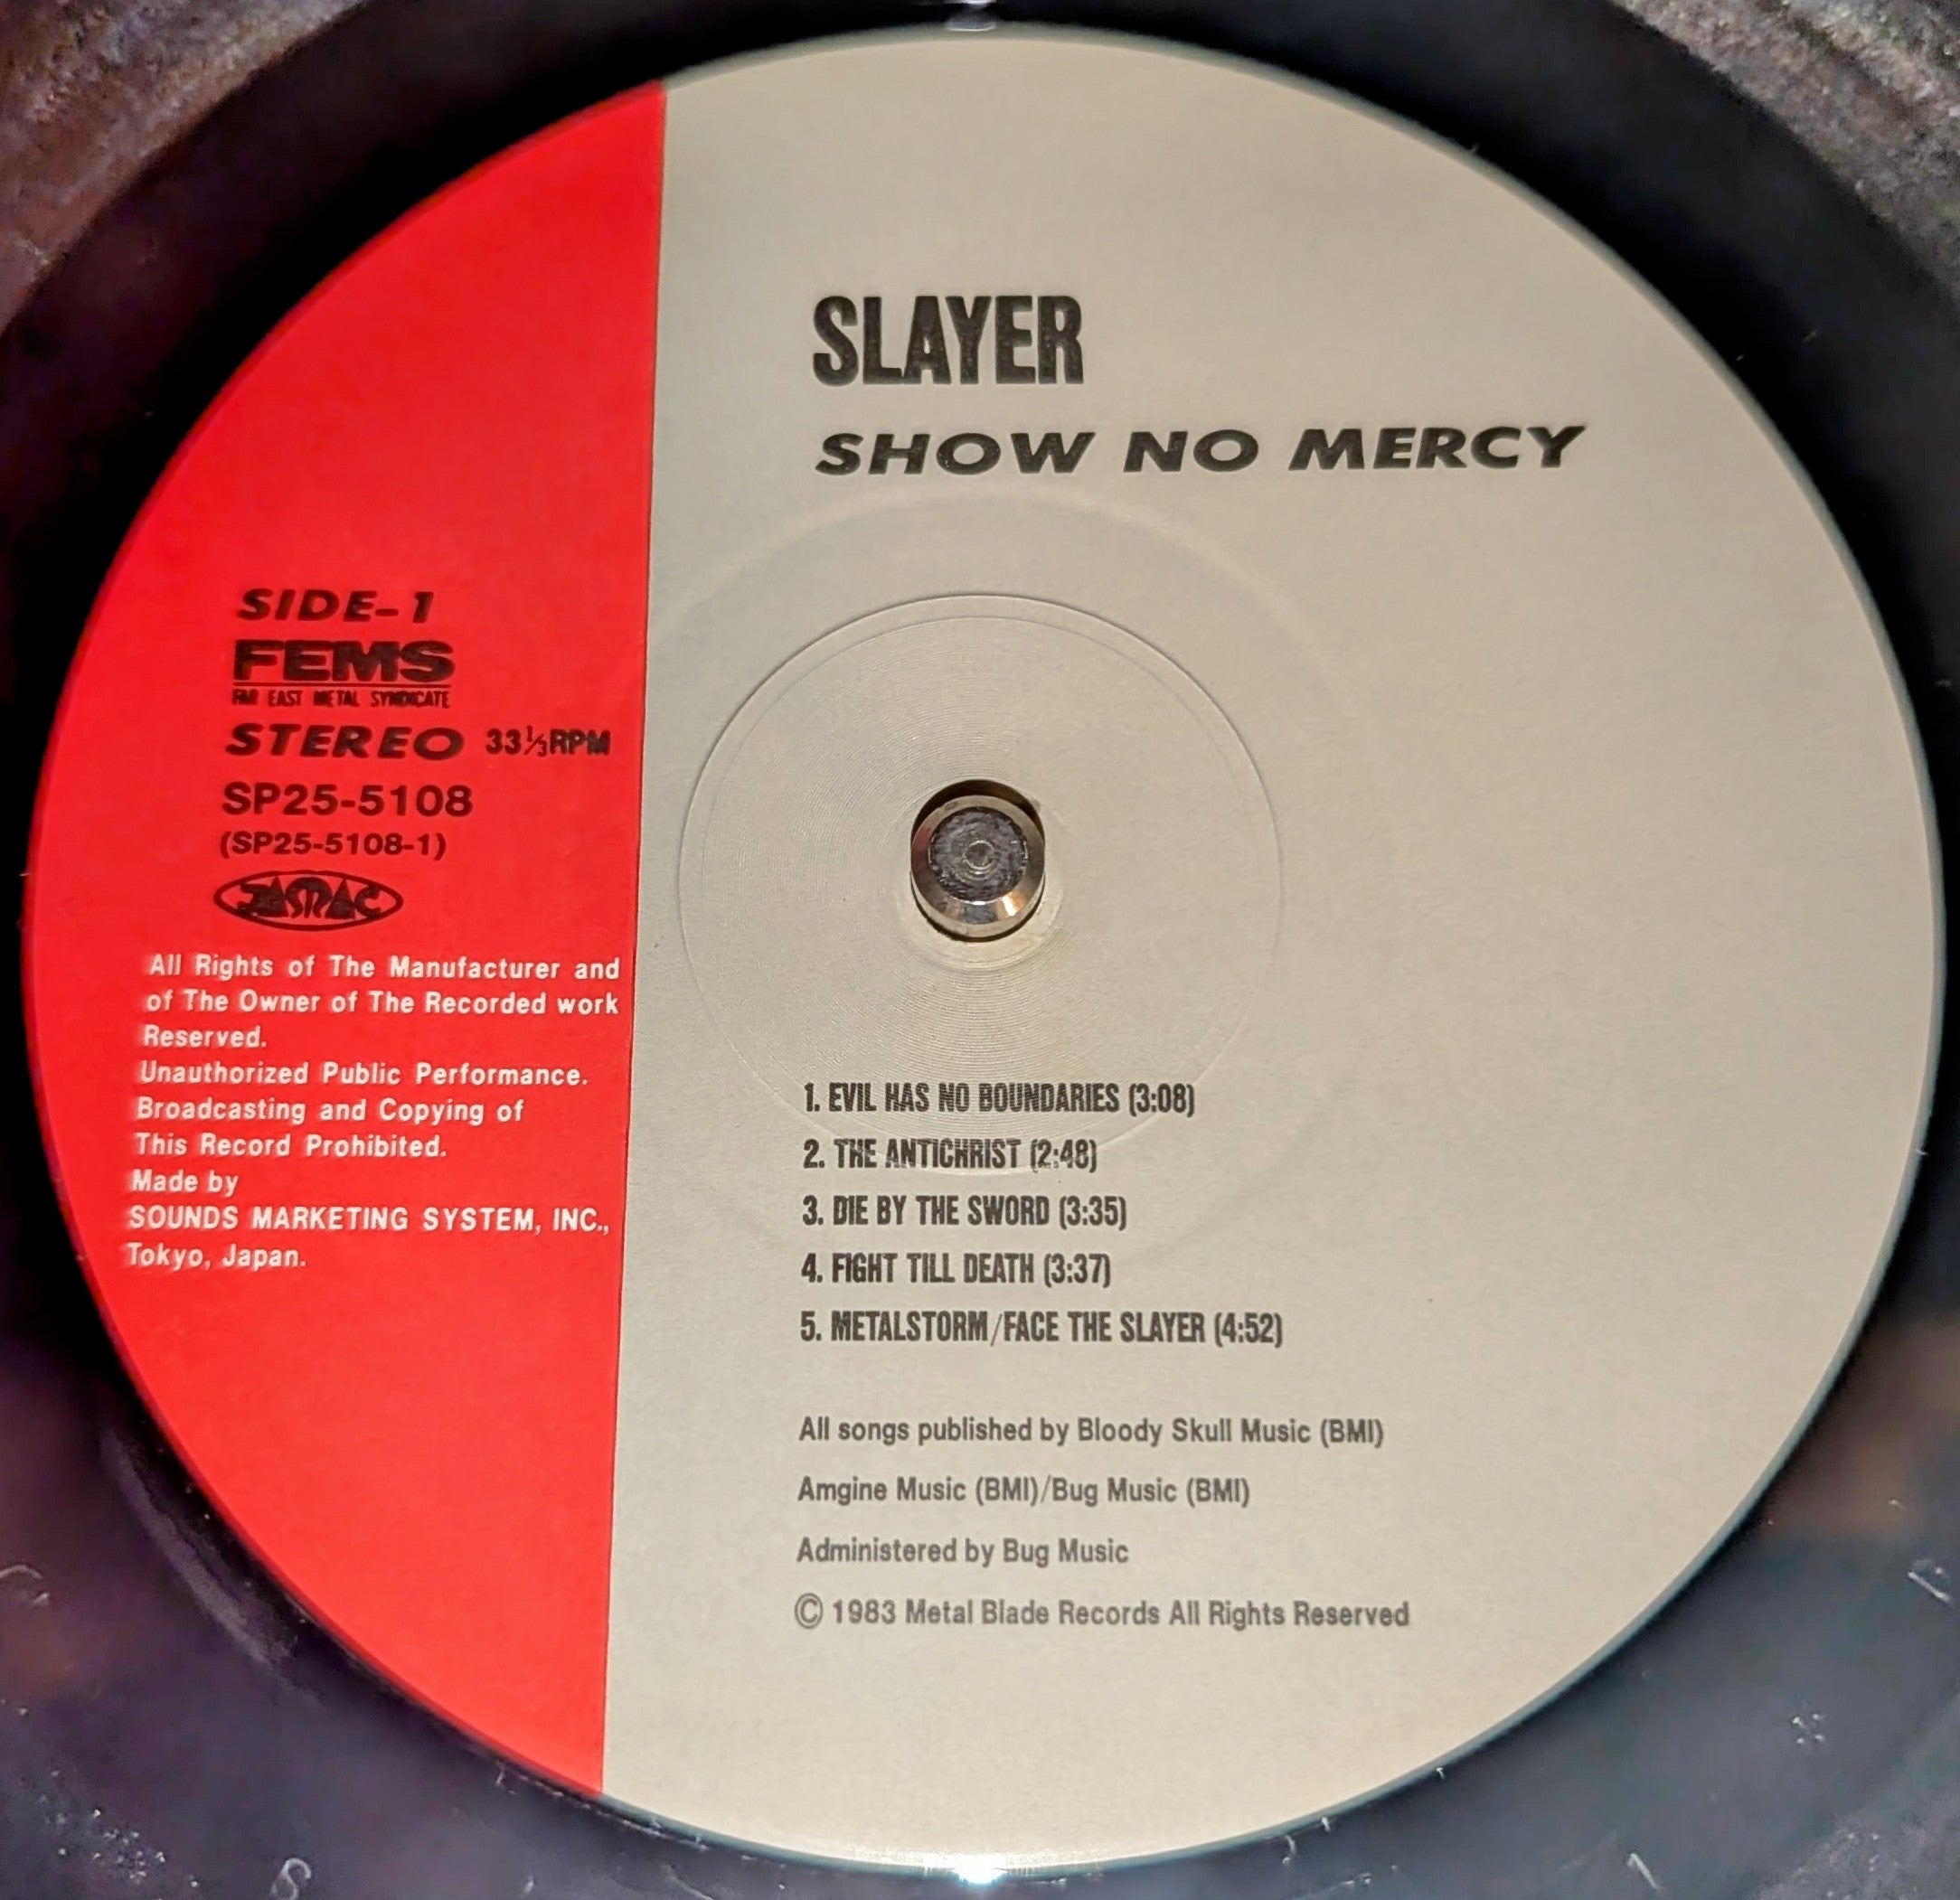 SLAYER
SHOW NO MERCY
SIDE-1
FEMS
FAR EAST METAL SYNDICATE
STEREO 33⅓RPM
SP25-5108
(SP25-5108-1)
JASRAC
All Rights of The Manufacturer and
of The Owner of The Recorded work
Reserved.
Unauthorized Public Performance.
Broadcasting and Copying of
This Record Prohibited.
Made by
SOUNDS MARKETING SYSTEM, INC.,
Tokyo, Japan.
1. EVIL HAS NO BOUNDARIES (3:08)
2. THE ANTICHRIST (2:48)
3. DIE BY THE SWORD (3:35)
4. FIGHT TILL DEATH (3:37)
5. METALSTORM/FACE THE SLAYER (4:52)
All songs published by Bloody Skull Music (BMI)
Amgine Music (BMI)/Bug Music (BMI)
Administered by Bug Music
© 1983 Metal Blade Records All Rights Reserved